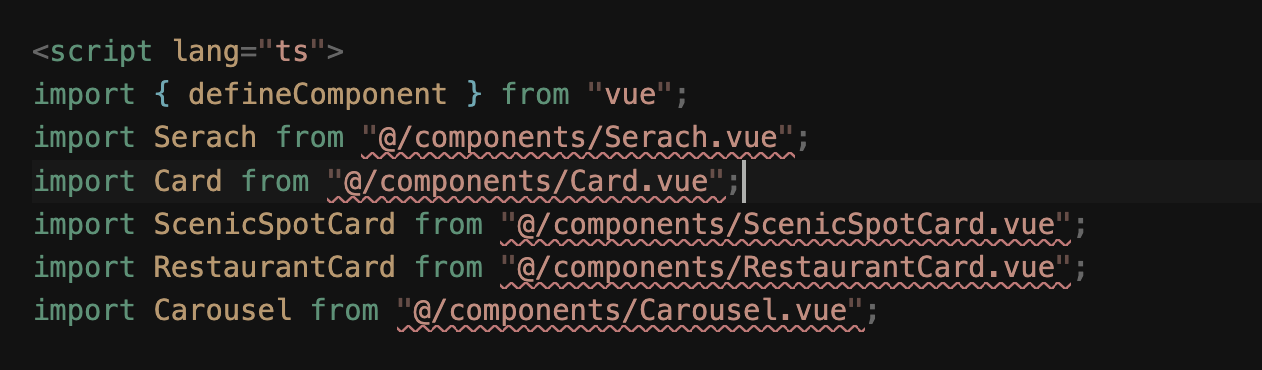 <script lang="ts">
import { defineComponent } from "vue";
import Serach from "@/components/Serach.vue";
import Card from "@/components/Card.vue";
import ScenicSpotCard from "@/components/ScenicSpotCard.vue";
import RestaurantCard from "@/components/RestaurantCard.vue";
import Carousel from "@/components/Carousel.vue";